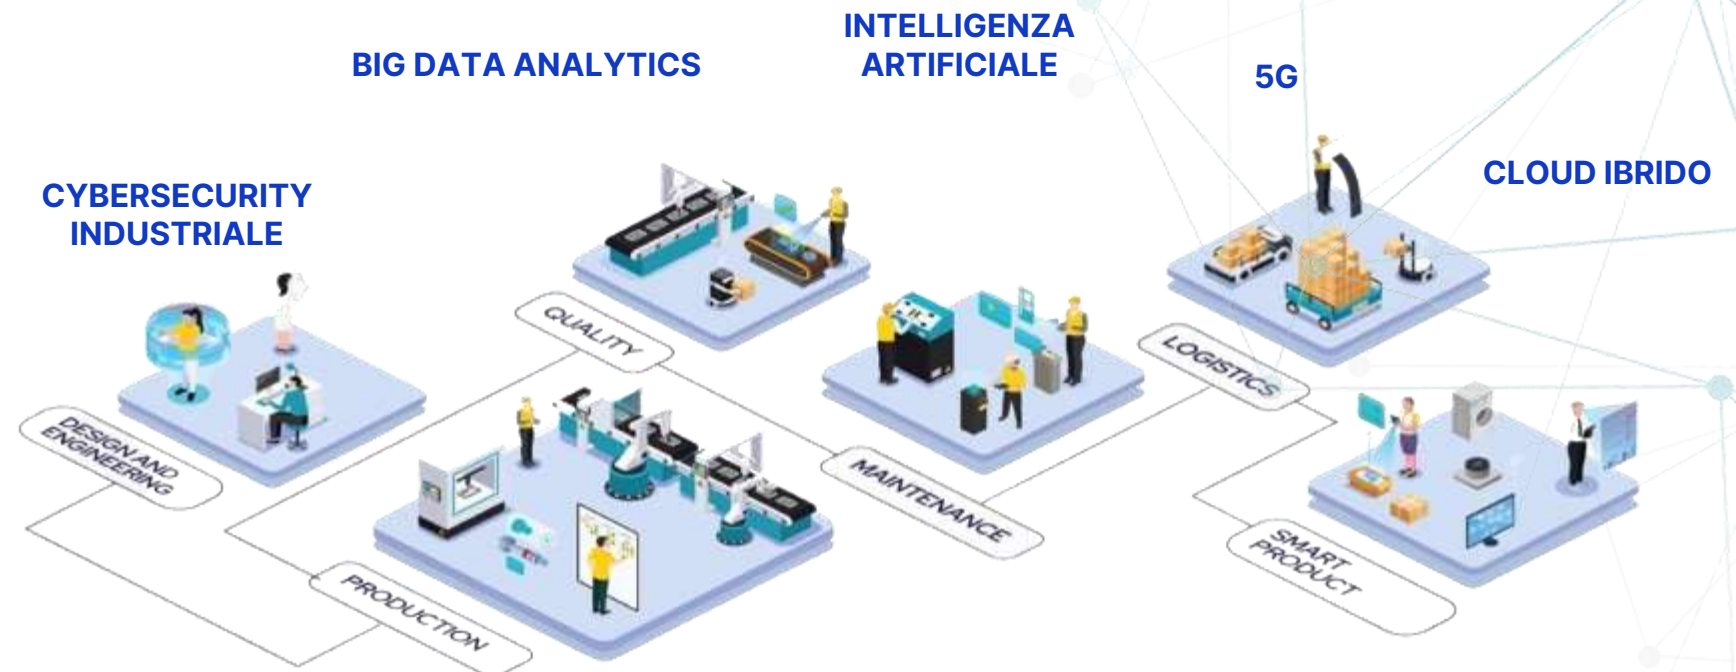 INTELLIGENZA
ARTIFICIALE
BIG DATA ANALYTICS
5G
CLOUD IBRIDO
CYBERSECURITY
INDUSTRIALE
QUALITY
LOGISTICS
DESIGN AND
ENGINEERING
MAINTENANCE
SMART
PRODUCT
PRODUCTION